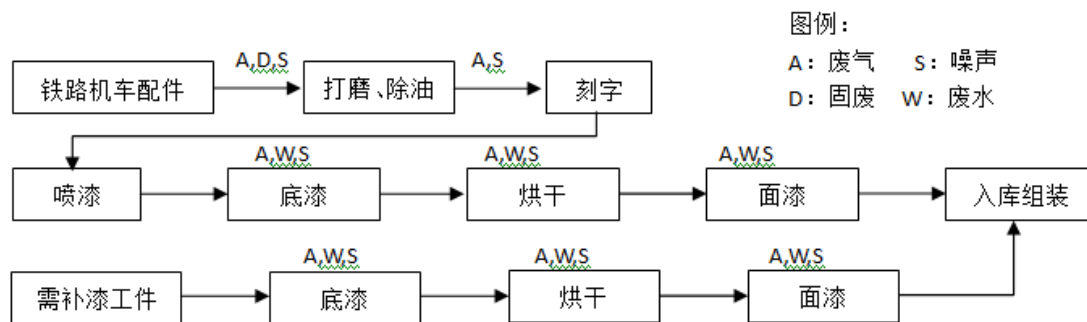 图例：
A：废气 S：噪声
D：固废 W：废水
A,D,S A,S
铁路机车配件 打磨、除油 刻字
A,W,S A,W,S A,W,S
喷漆 底漆 烘干 面漆 入库组装
A,W,S A,W,S A,W,S
需补漆工件 底漆 烘干 面漆